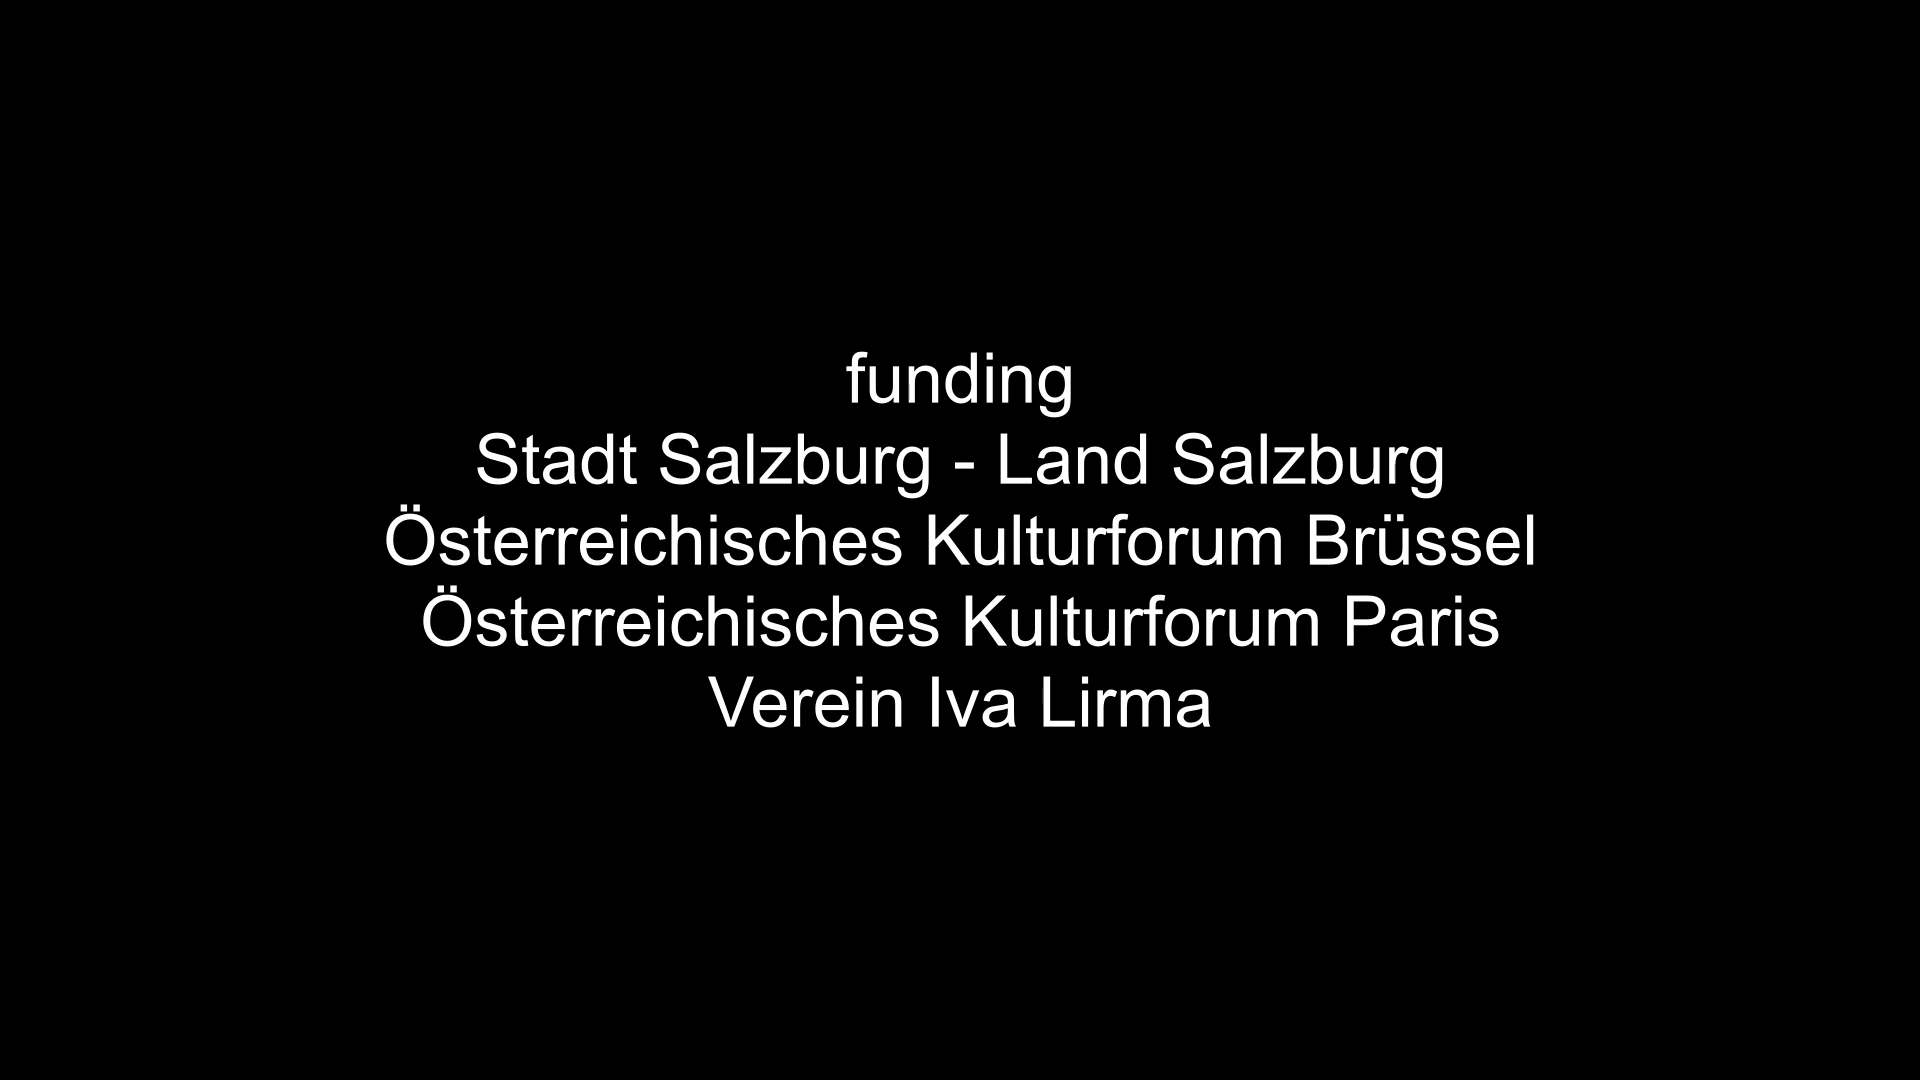 funding
Stadt Salzburg - Land Salzburg
Österreichisches Kulturforum Brüssel
Österreichisches Kulturforum Paris
Verein Iva Lirma